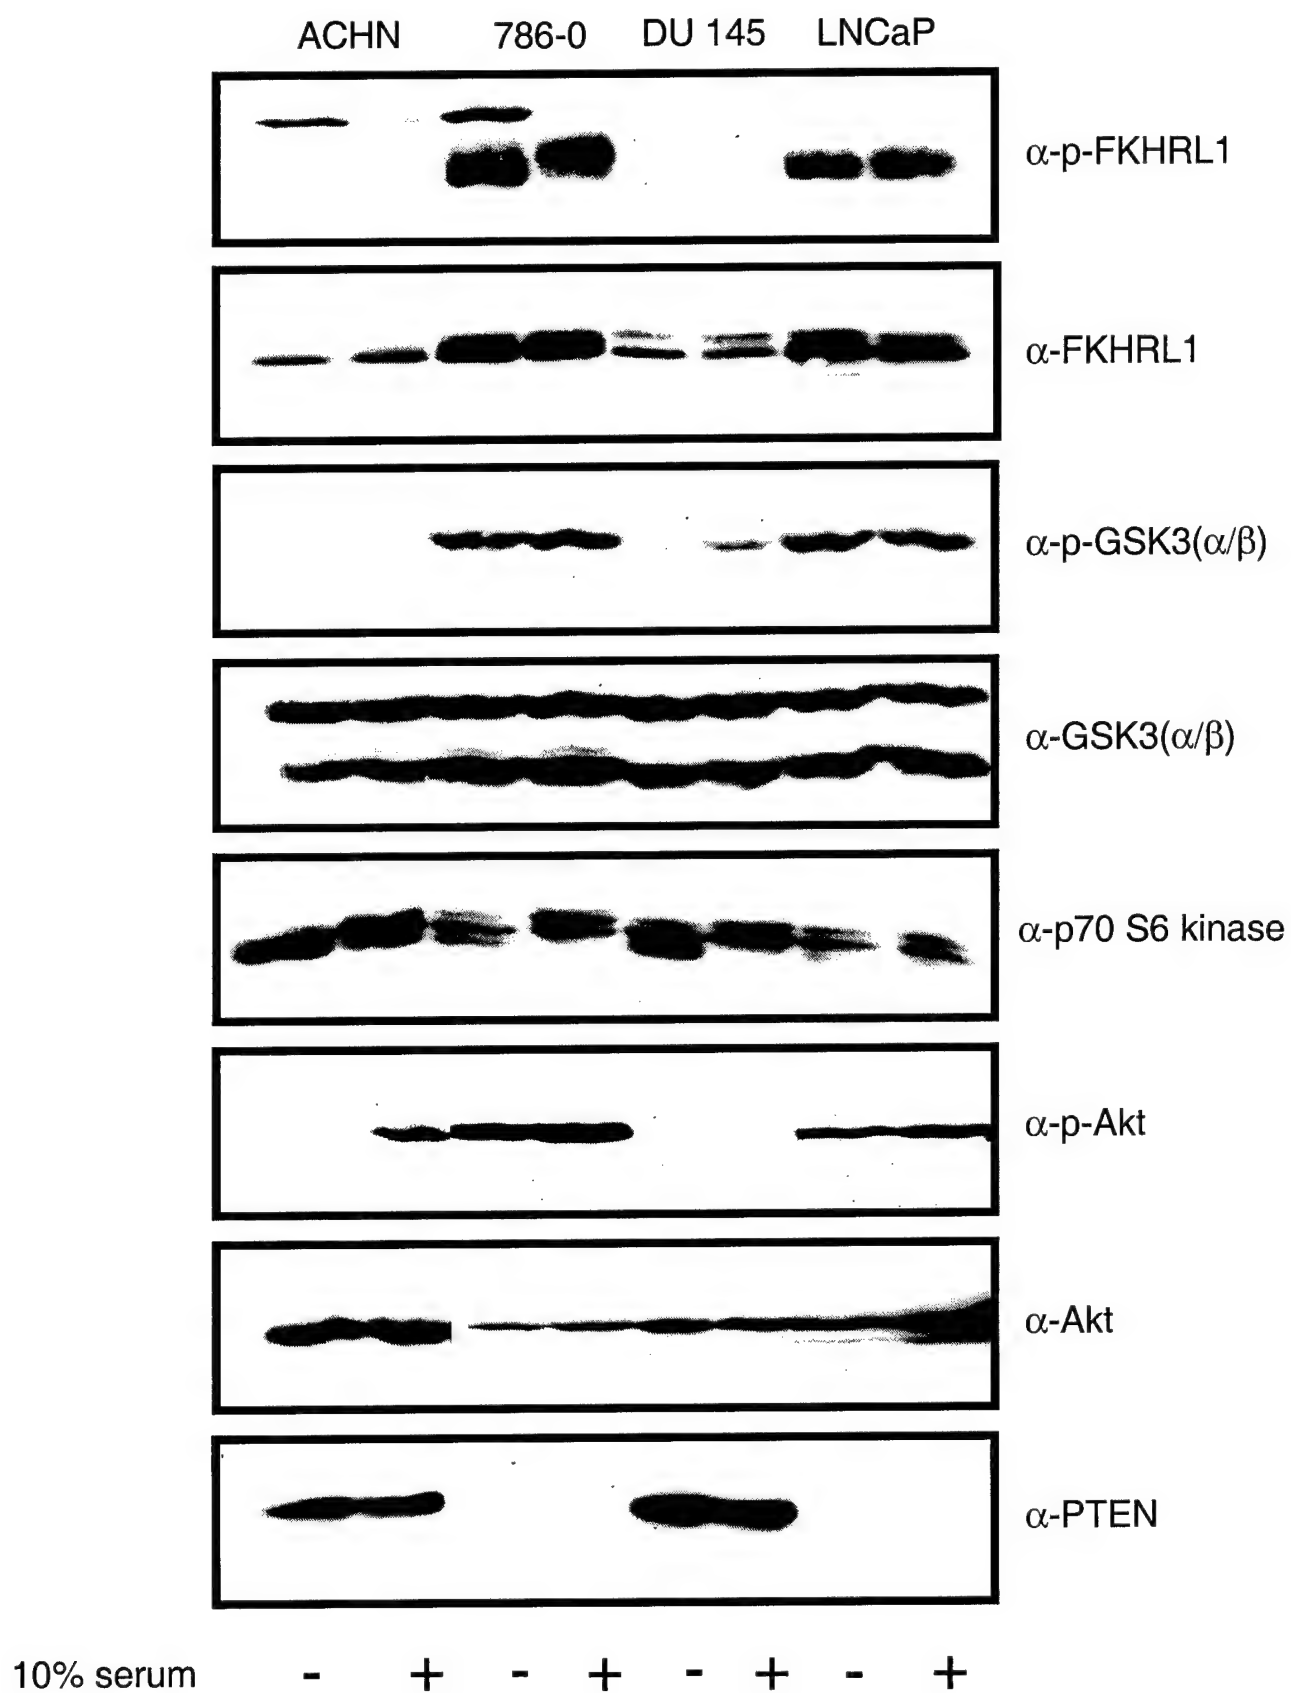 ACHN 786-0 DU 145 LNCaP
α-p-FKHRL1
α-FKHRL1
α-p-GSK3(α/β)
α-GSK3(α/β)
α-p70 S6 kinase
α-p-Akt
α-Akt
α-PTEN
10% serum - + - + - + - +